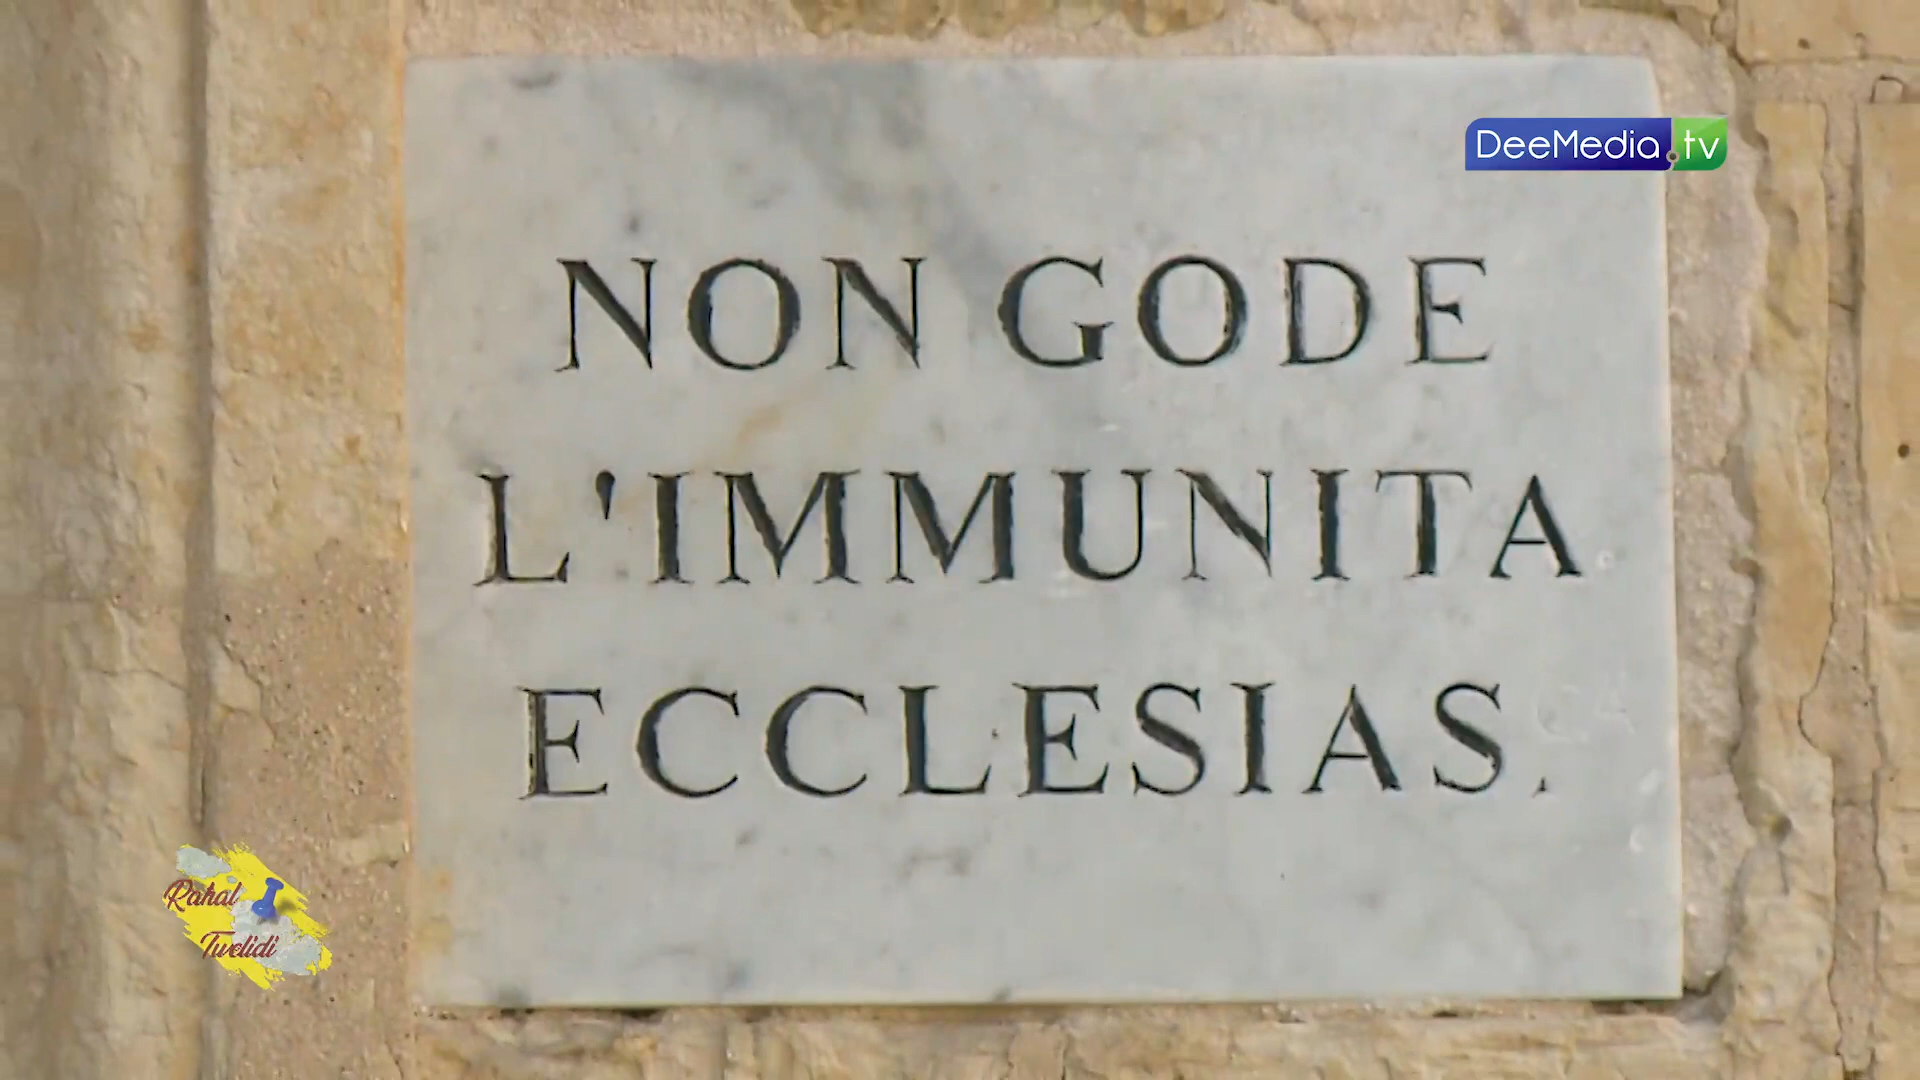 DeeMedia.tv
NON GODE
L'IMMUNITA
ECCLESIAS.
Rahal
Twelidi